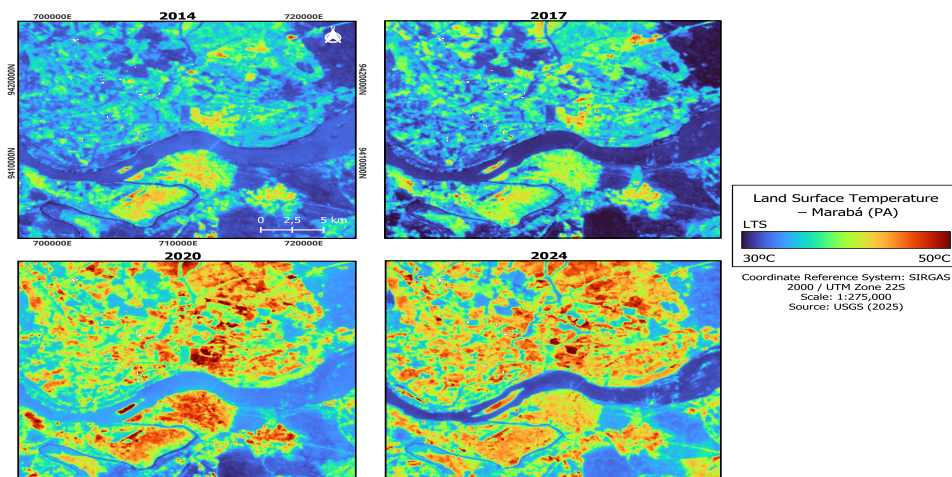 2014
2017
700000E
720000E
N
9420000N
9420000N
9420000N
9410000N
9410000N
9410000N
0 2,5 5 km
700000E
710000E
720000E
2020
2024
Land Surface Temperature
– Marabá (PA)
LTS
30ºC
50ºC
Coordinate Reference System: SIRGAS
2000 / UTM Zone 22S
Scale: 1:275,000
Source: USGS (2025)